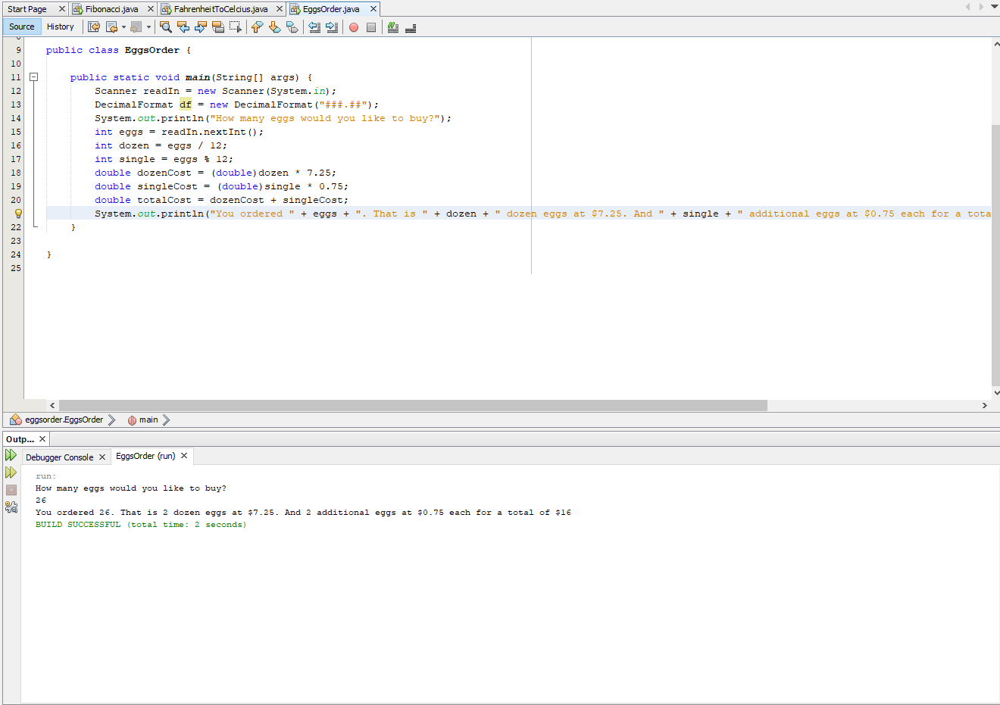 Start Page Fibonacci.java FahrenheitToCelcius.java EggsOrder.java
Source History
9 public class EggsOrder {
10
11 public static void main(String[] args) {
12 Scanner readIn = new Scanner(System.in);
13 DecimalFormat df = new DecimalFormat("###.##");
14 System.out.println("How many eggs would you like to buy?");
15 int eggs = readIn.nextInt();
16 int dozen = eggs / 12;
17 int single = eggs % 12;
18 double dozenCost = (double)dozen * 7.25;
19 double singleCost = (double)single * 0.75;
20 double totalCost = dozenCost + singleCost;
System.out.println("You ordered " + eggs + ". That is " + dozen + " dozen eggs at $7.25. And " + single + " additional eggs at $0.75 each for a tota
22 }
23
24 }
25
eggsorder.EggsOrder main
Outp...
Debugger Console EggsOrder (run)
run:
How many eggs would you like to buy?
26
You ordered 26. That is 2 dozen eggs at $7.25. And 2 additional eggs at $0.75 each for a total of $16
BUILD SUCCESSFUL (total time: 2 seconds)